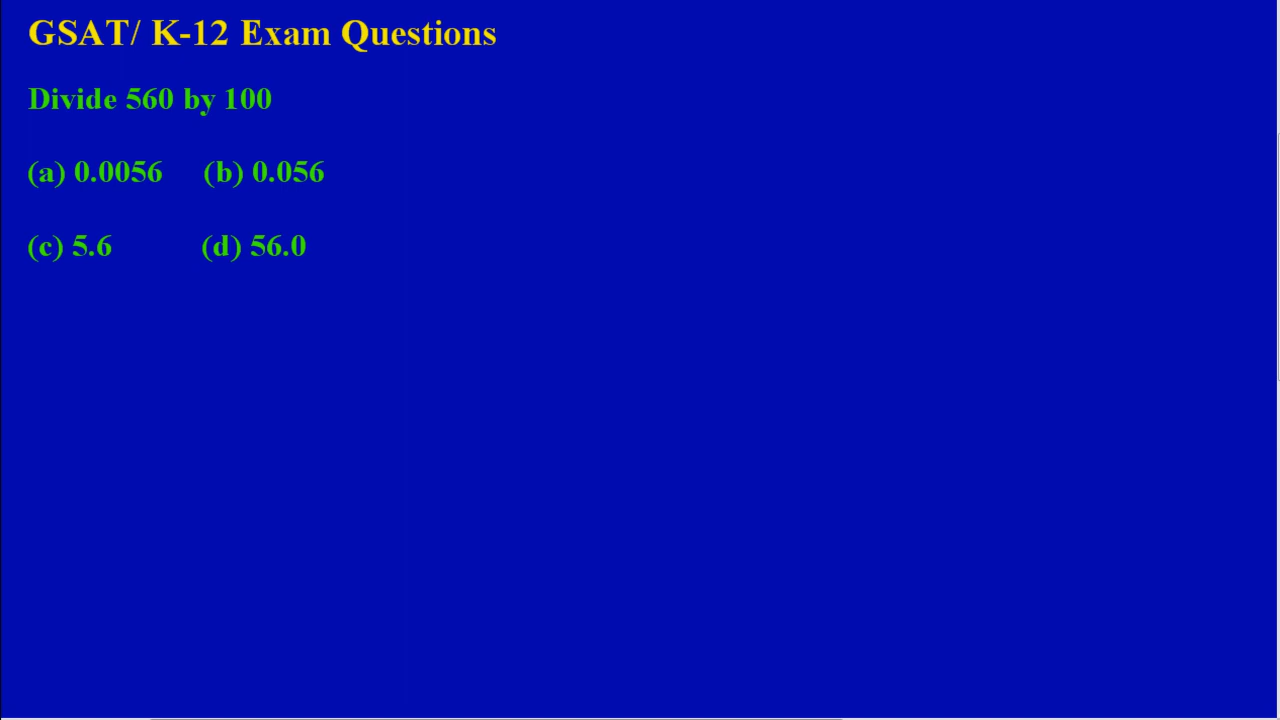 GSAT/ K-12 Exam Questions
Divide 560 by 100
(a) 0.0056 (b) 0.056
(c) 5.6 (d) 56.0